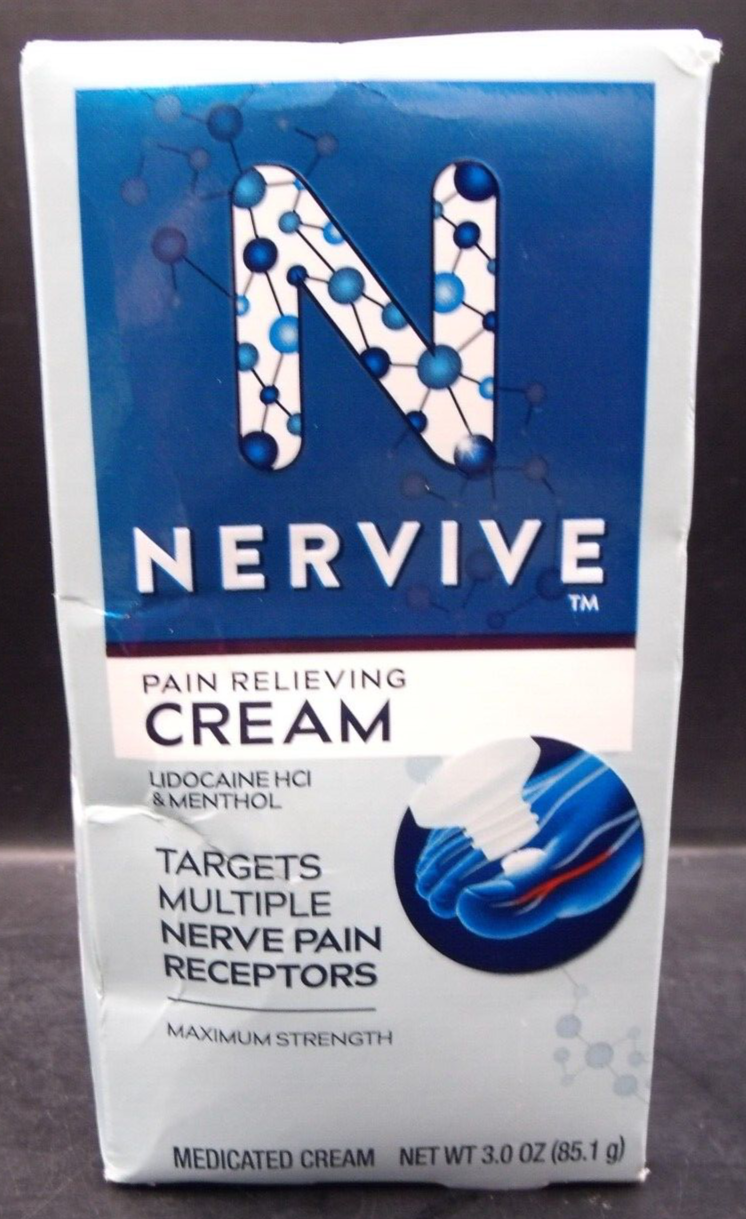 N
NERVIVE
TM
PAIN RELIEVING
CREAM
LIDOCAINE HCl
& MENTHOL
TARGETS
MULTIPLE
NERVE PAIN
RECEPTORS
MAXIMUM STRENGTH
MEDICATED CREAM NET WT 3.0 OZ (85.1 g)